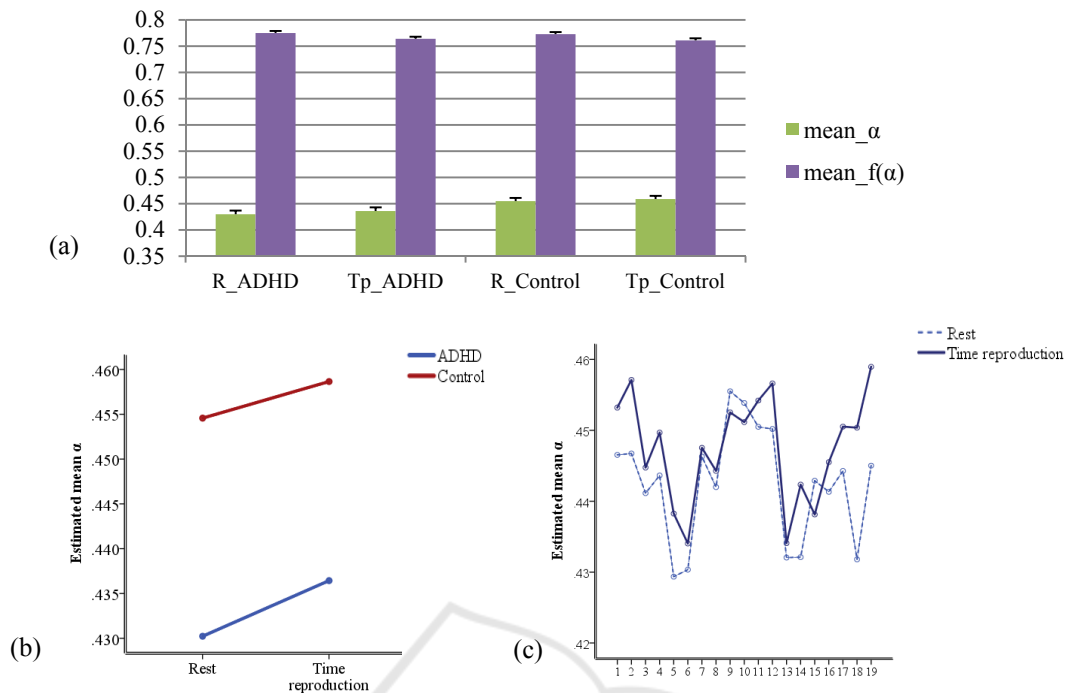 0.8
0.75
0.7
0.65
0.6
0.55
0.5
0.45
0.4
0.35
(a)
R_ADHD Tp_ADHD R_Control Tp_Control
mean_α
mean_f(α)
ADHD
Control
Estimated mean α
.460
.455
.450
.445
.440
.435
.430
(b)
Rest Time
reproduction
Rest
Time reproduction
Estimated mean α
.46
.45
.44
.43
.42
(c)
1 2 3 4 5 6 7 8 9 10 11 12 13 14 15 16 17 18 19